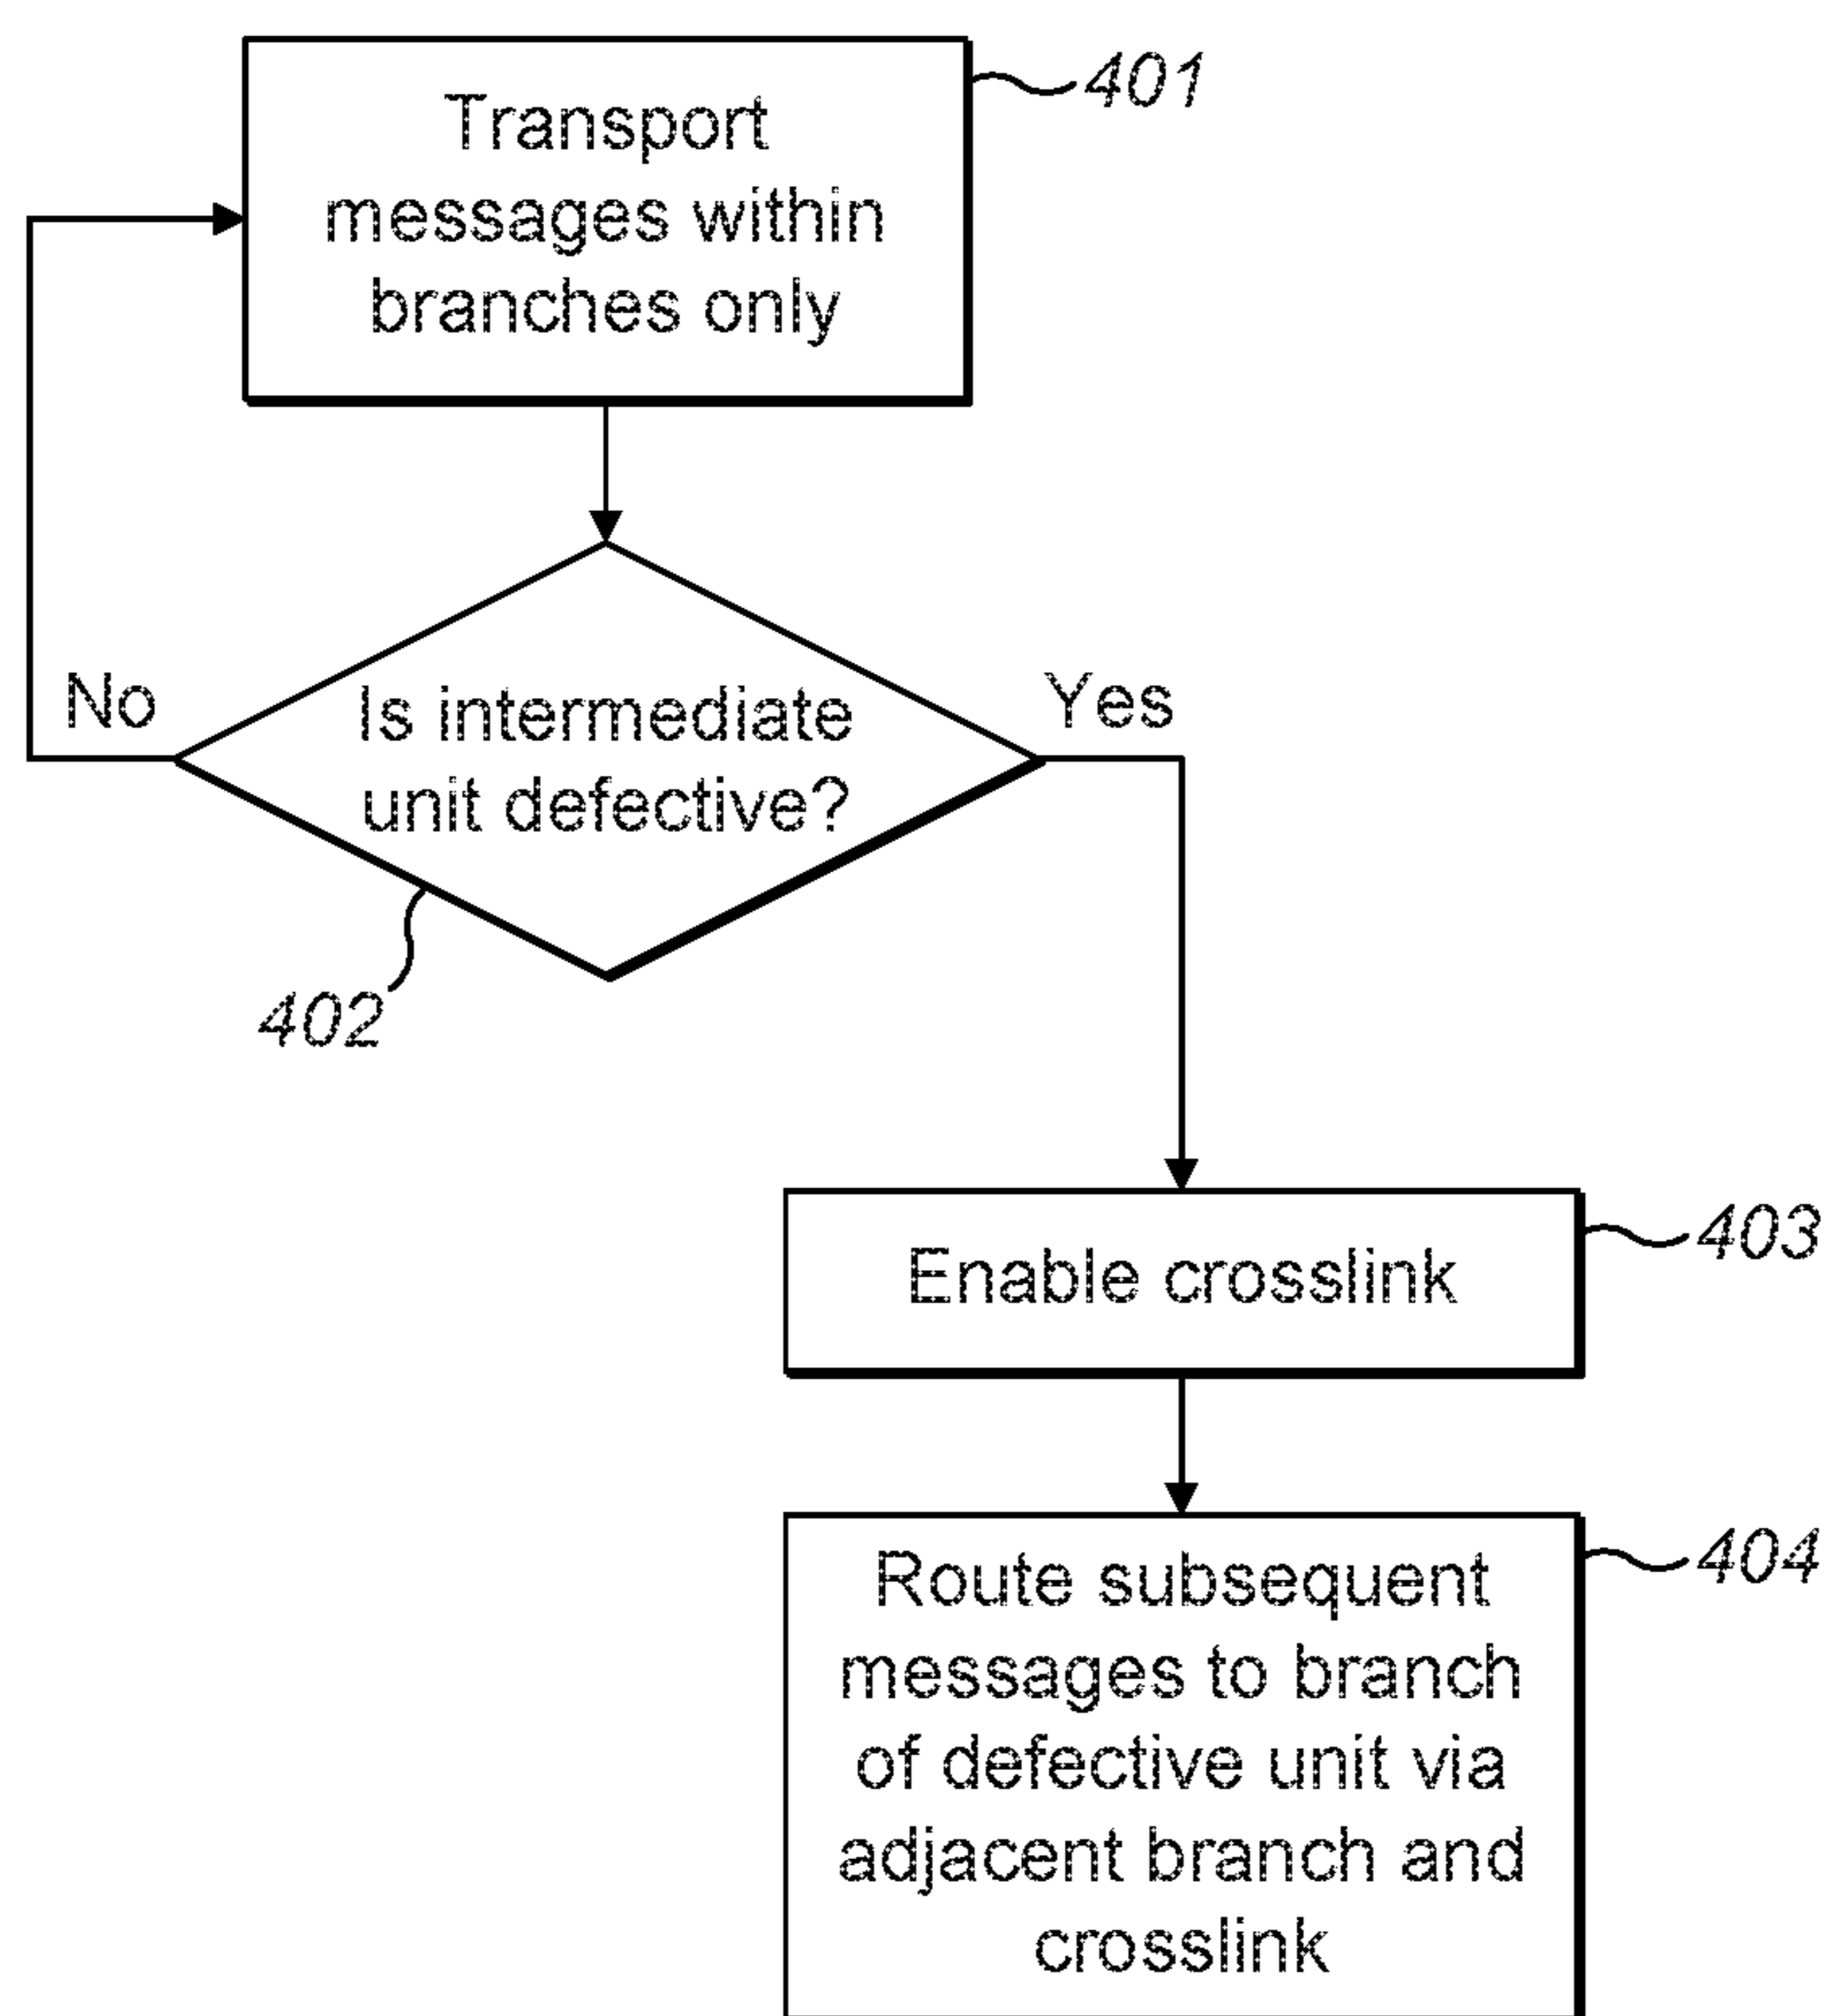 Transport
messages within
branches only
401
No
Is intermediate
unit defective?
Yes
402
Enable crosslink
403
Route subsequent
messages to branch
of defective unit via
adjacent branch and
crosslink
404